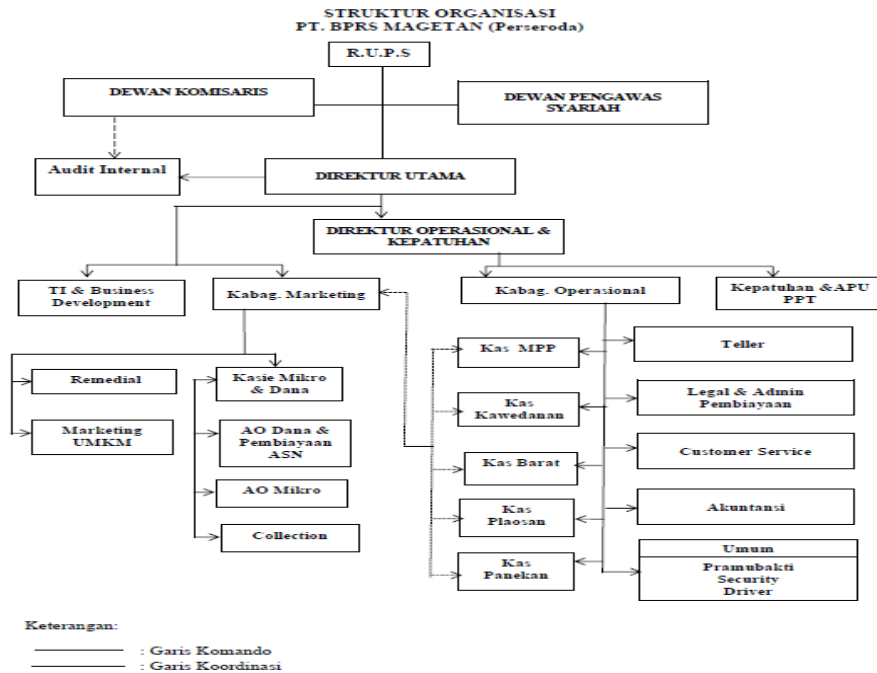 STRUKTUR ORGANISASI
PT. BPRS MAGETAN (Perseroda)
R.U.P.S
DEWAN KOMISARIS
DEWAN PENGAWAS
SYARIAH
Audit Internal
DIREKTUR UTAMA
DIREKTUR OPERASIONAL &
KEPATUHAN
TI & Business
Development
Kabag. Marketing
Kabag. Operasional
Kepatuhan &APU
PPT
Remedial
Marketing
UMKM
Kasie Mikro
& Dana
AO Dana &
Pembiayaan
ASN
AO Mikro
Collection
Kas MPP
Kas
Kawedanan
Kas Barat
Kas
Plaosan
Kas
Panekan
Teller
Legal & Admin
Pembiayaan
Customer Service
Akuntansi
Umum
Pramubakti
Security
Driver
Keterangan:
: Garis Komando
: Garis Koordinasi